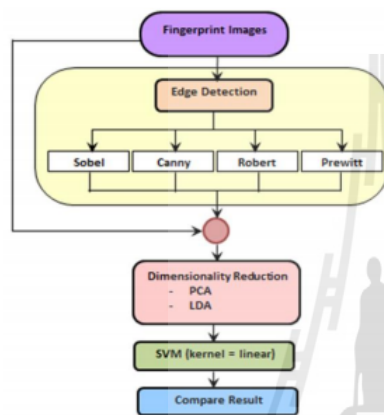 Fingerprint Images
Edge Detection
Sobel Canny Robert Prewitt
Dimensionality Reduction
- PCA
- LDA
SVM (kernel = linear)
Compare Result